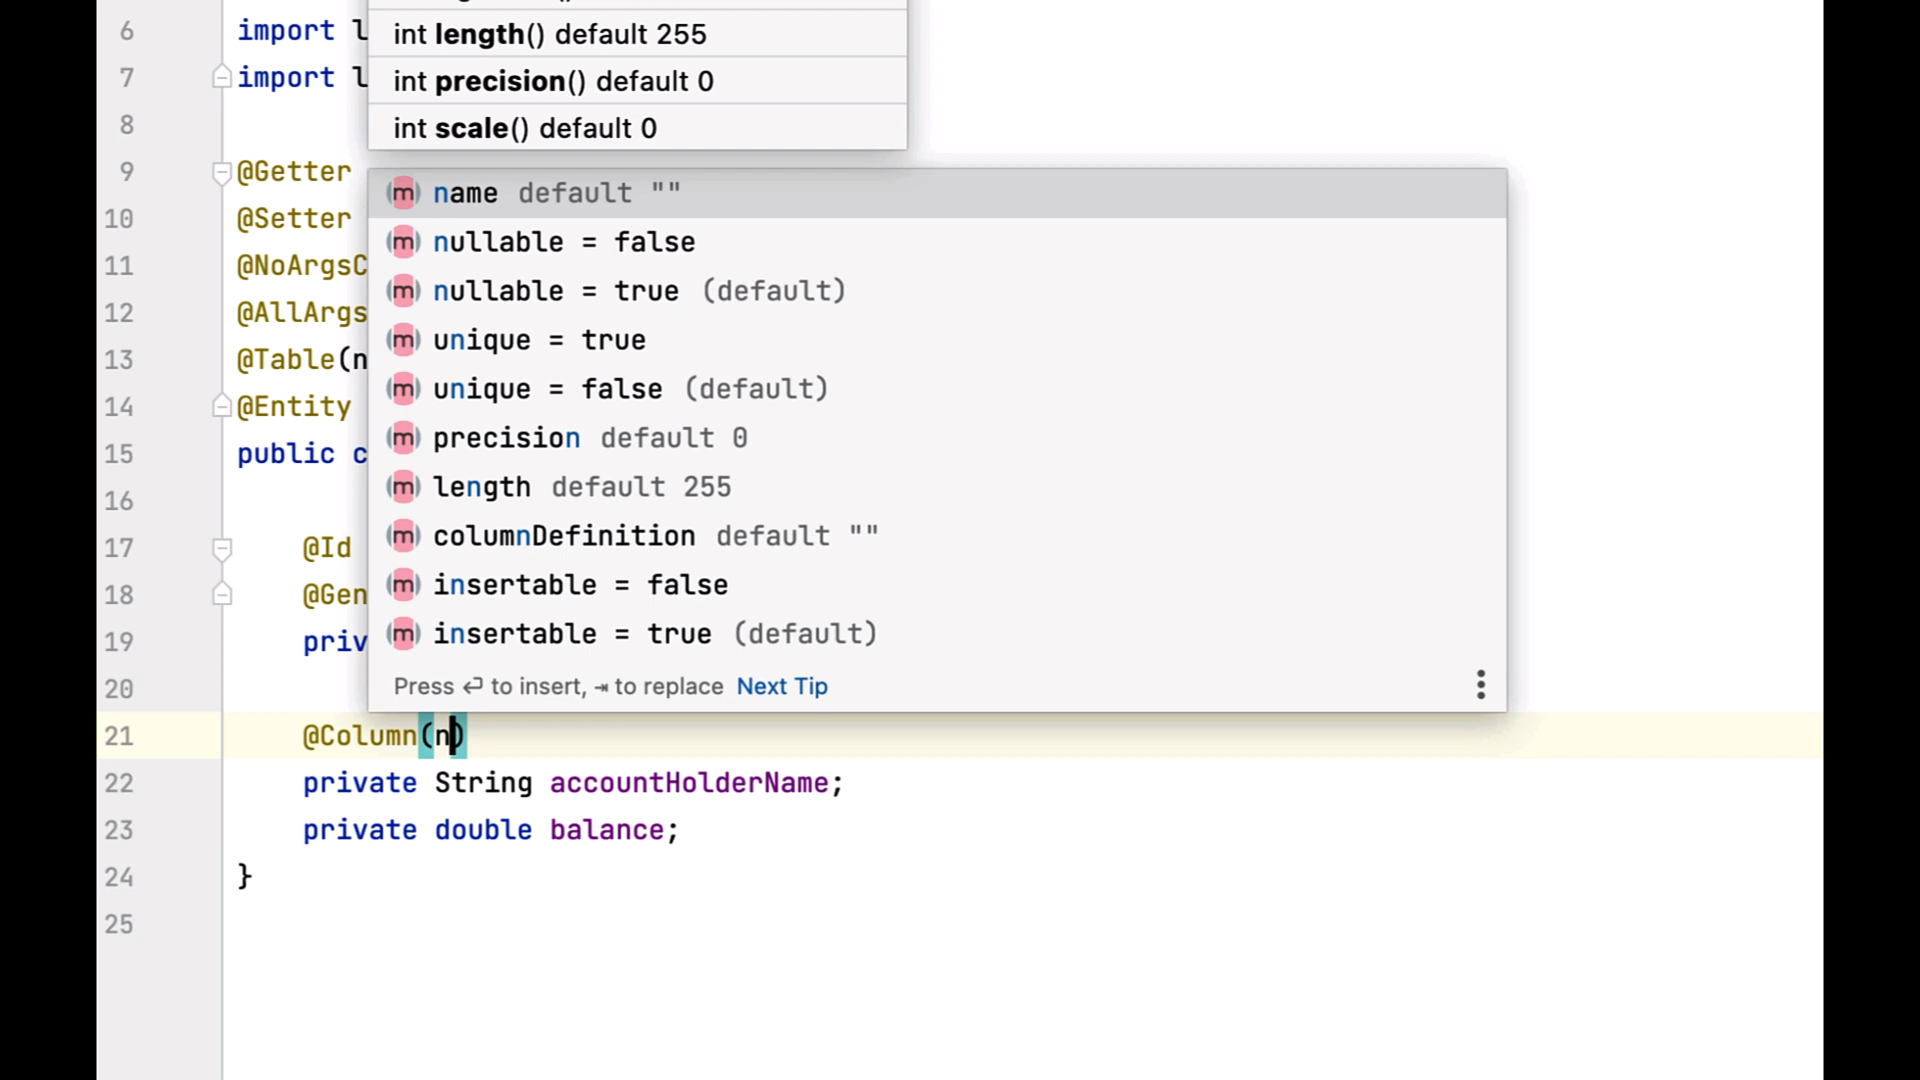 6 import l
int length() default 255
7 import l
int precision() default 0
8
int scale() default 0
9 @Getter
name default ""
10 @Setter
nullable = false
11 @NoArgsC
nullable = true (default)
12 @AllArgs
unique = true
13 @Table(n
unique = false (default)
14 @Entity
precision default 0
15 public c
length default 255
16
columnDefinition default ""
17 @Id
insertable = false
18 @Gen
insertable = true (default)
19 priv
Press ⏎ to insert, ⇥ to replace Next Tip
20
21 @Column(n)
22 private String accountHolderName;
23 private double balance;
24 }
25